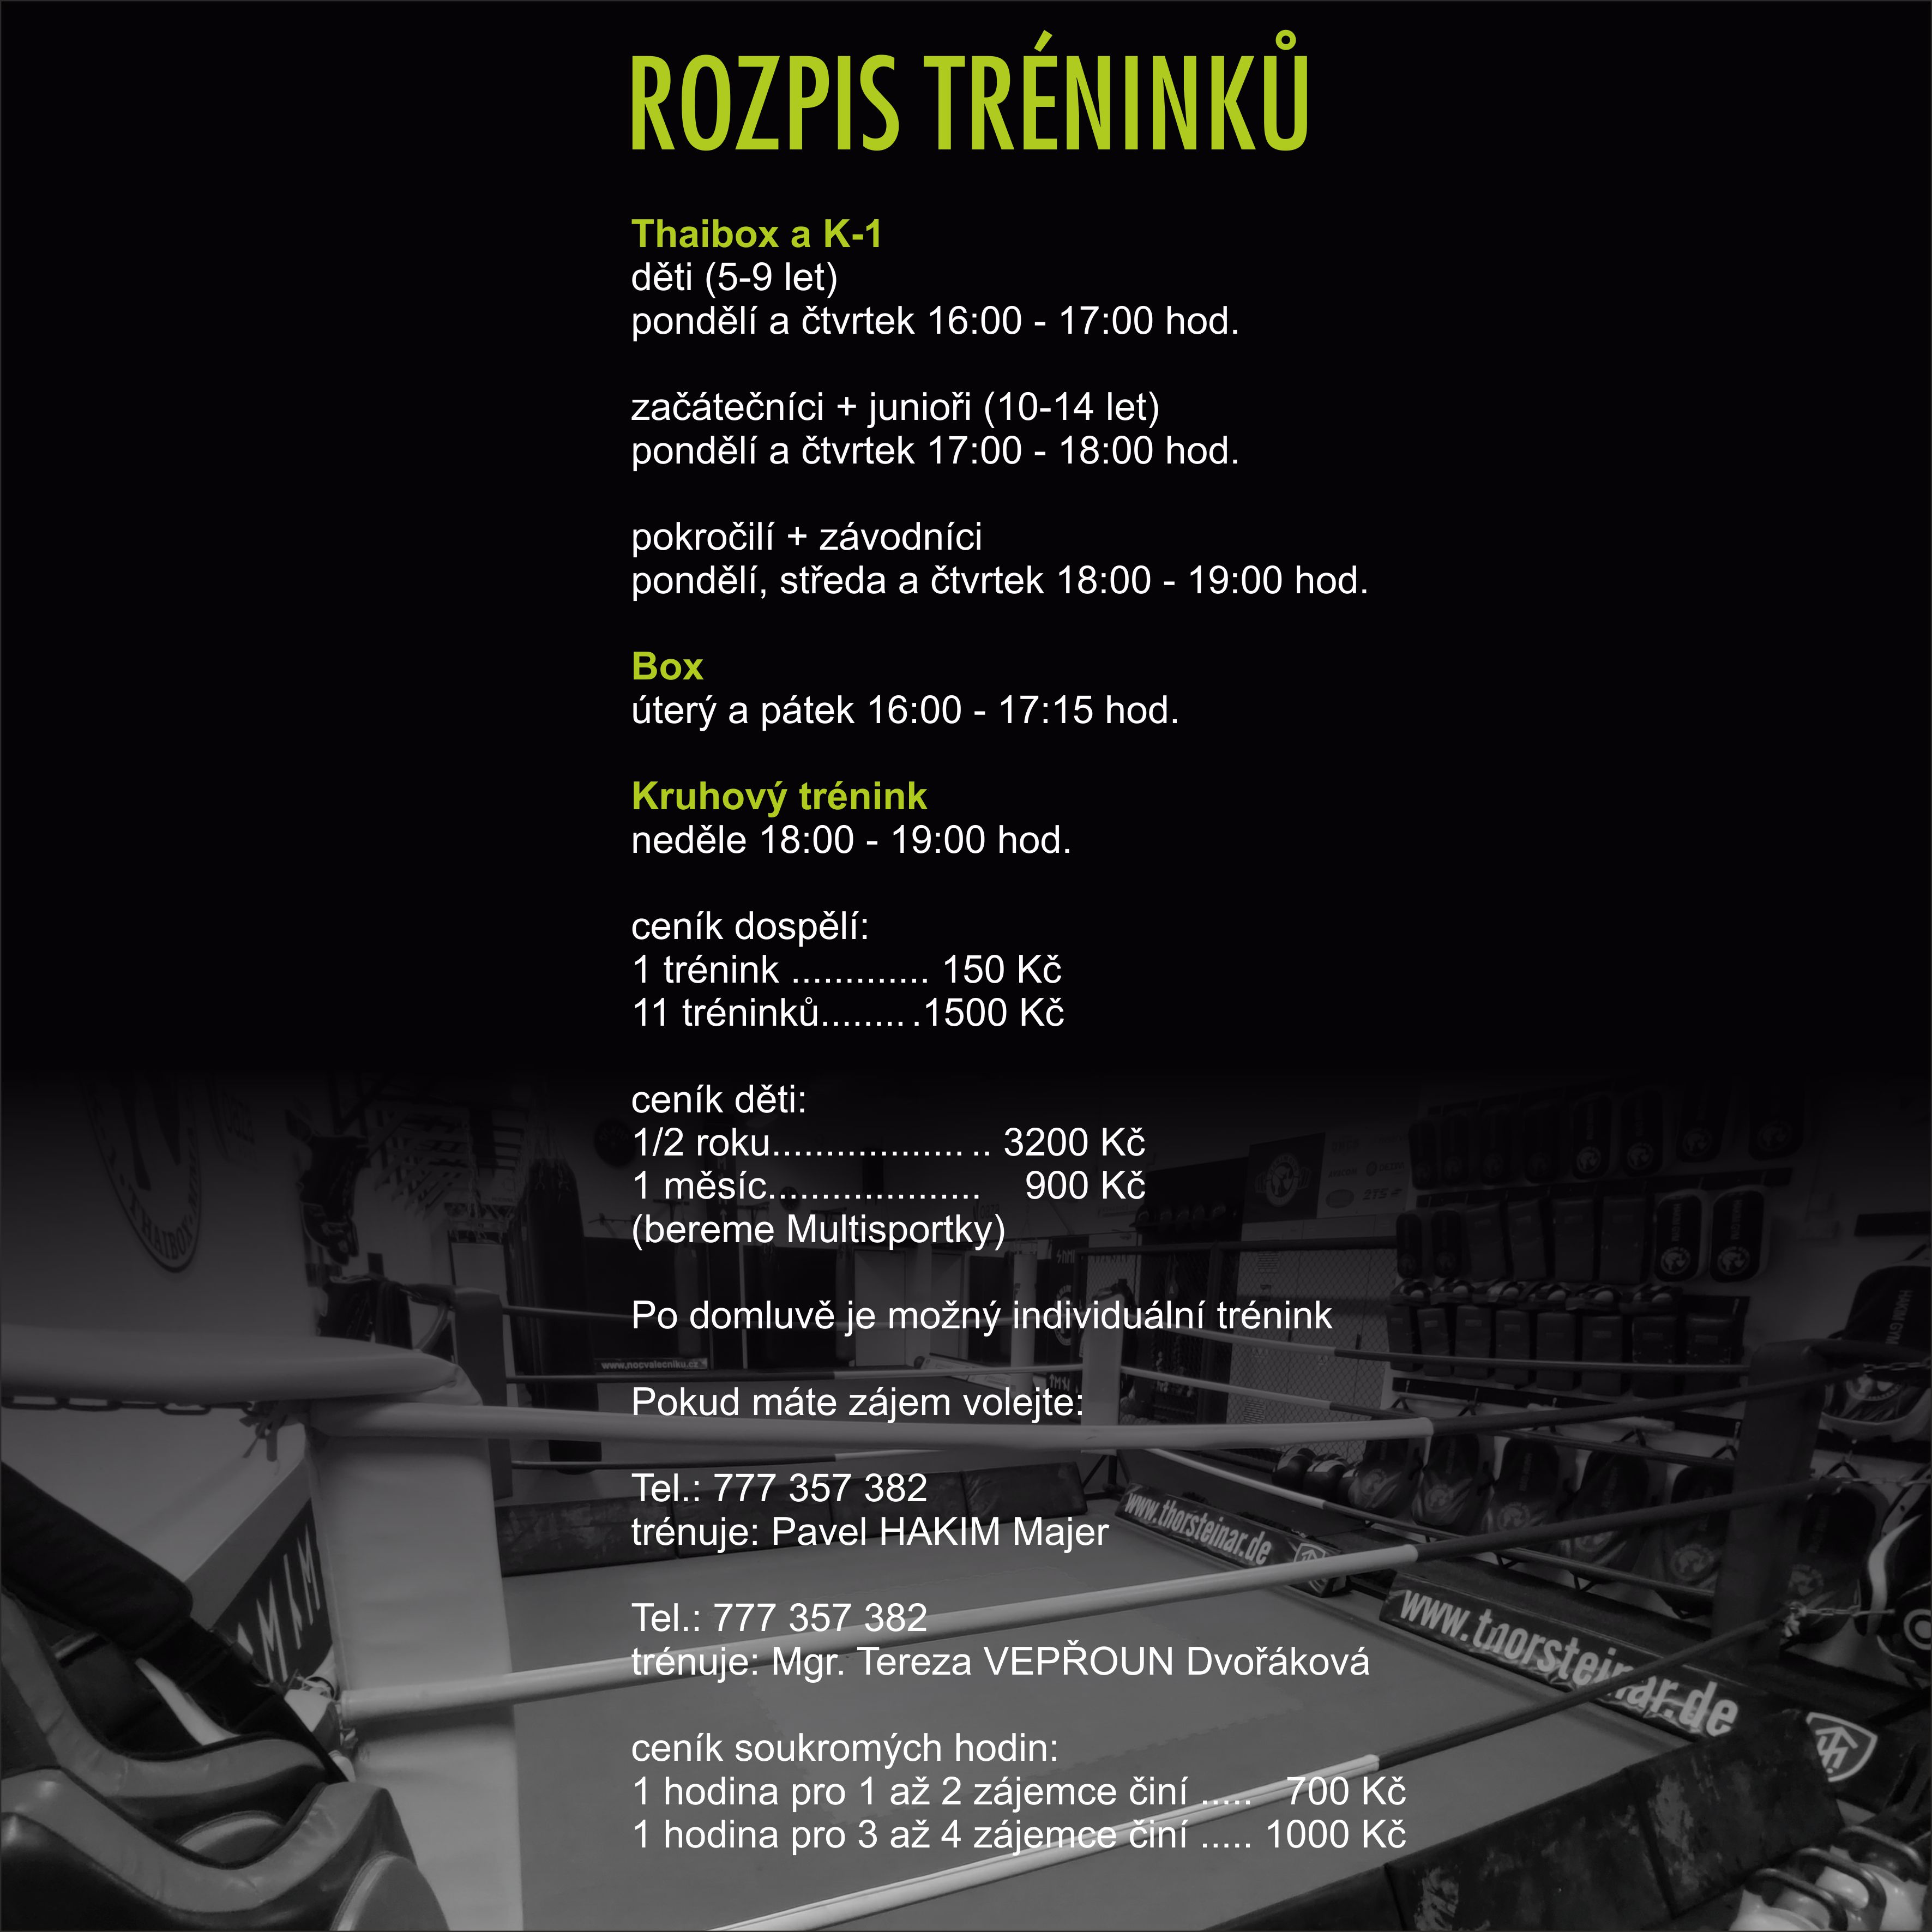 ROZPIS TRÉNINKŮ
Thaibox a K-1
děti (5-9 let)
pondělí a čtvrtek 16:00 - 17:00 hod.
začátečníci + junioři (10-14 let)
pondělí a čtvrtek 17:00 - 18:00 hod.
pokročilí + závodníci
pondělí, středa a čtvrtek 18:00 - 19:00 hod.
Box
úterý a pátek 16:00 - 17:15 hod.
Kruhový trénink
neděle 18:00 - 19:00 hod.
ceník dospělí:
1 trénink ............. 150 Kč
11 tréninků.........1500 Kč
ceník děti:
1/2 roku.................... 3200 Kč
1 měsíc.................... 900 Kč
(bereme Multisportky)
Po domluvě je možný individuální trénink
www.nocvalecniku.cz
Pokud máte zájem volejte:
Tel.: 777 357 382
trénuje: Pavel HAKIM Majer
www.thorsteinar.de
Tel.: 777 357 382
trénuje: Mgr. Tereza VEPŘOUN Dvořáková
www.thorsteinar.de
ceník soukromých hodin:
1 hodina pro 1 až 2 zájemce činí ..... 700 Kč
1 hodina pro 3 až 4 zájemce činí ..... 1000 Kč
THAIBOX
HAKIM GYM